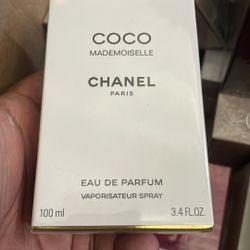 COCO
MADEMOISELLE
CHANEL
PARIS
EAU DE PARFUM
VAPORISATEUR SPRAY
100 ml 3.4 FL.OZ.